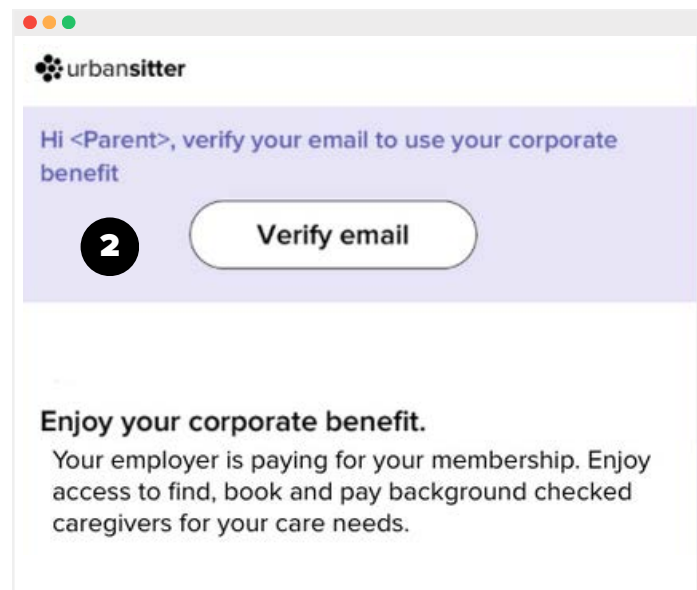 urbansitter
Hi <Parent>, verify your email to use your corporate
benefit
2
Verify email
Enjoy your corporate benefit.
Your employer is paying for your membership. Enjoy
access to find, book and pay background checked
caregivers for your care needs.